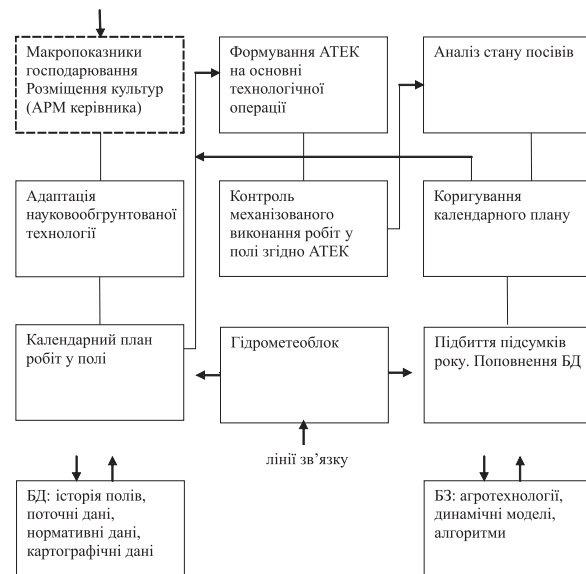 Макропоказники
господарювання
Розміщення культур
(АРМ керівника)
Формування АТЕК
на основі
технологічної
операції
Аналіз стану посівів
Адаптація
науковообгрунтованої
технології
Контроль
механізованого
виконання робіт у
полі згідно АТЕК
Коригування
календарного плану
Календарний план
робіт у полі
Гідрометеоблок
Підбиття підсумків
року. Поповнення БД
лінії зв’язку
БД: історія полів,
поточні дані,
нормативні дані,
картографічні дані
БЗ: агротехнології,
динамічні моделі,
алгоритми